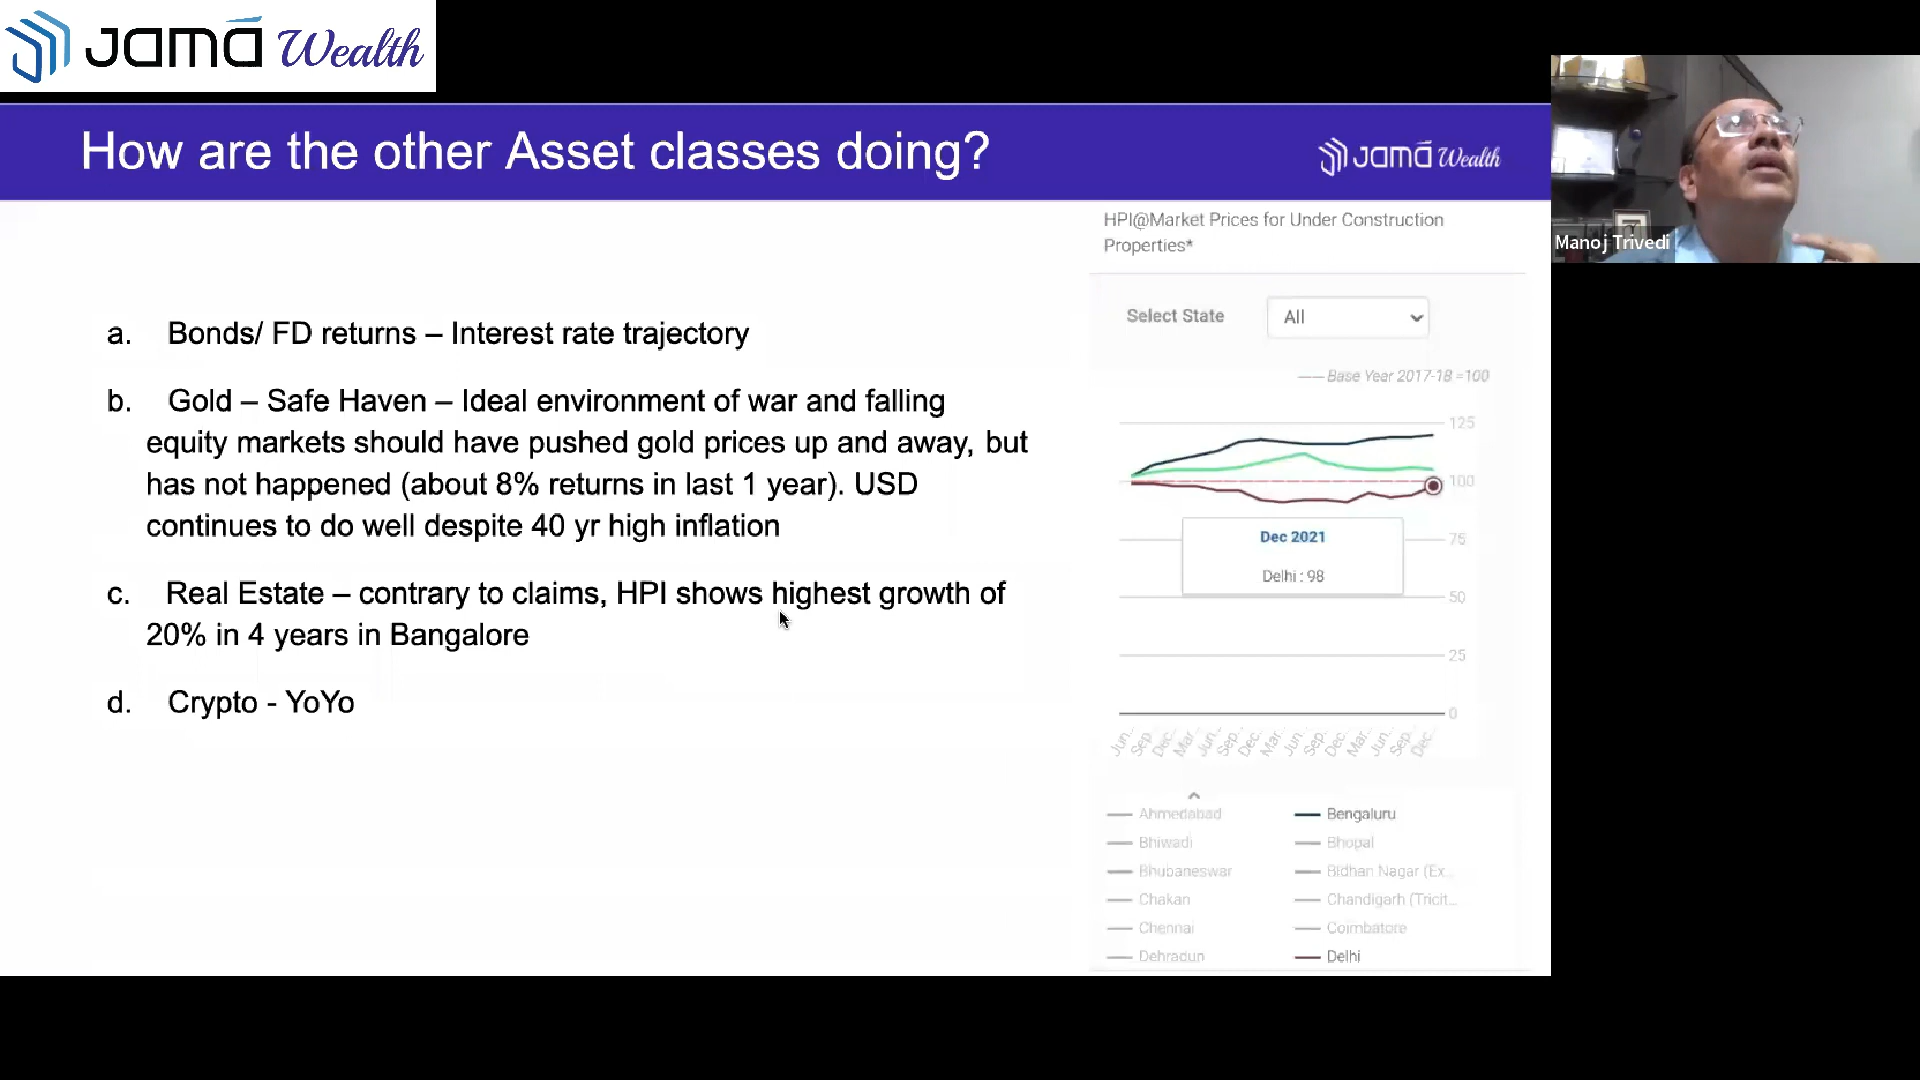 Jamā Wealth
How are the other Asset classes doing?
Jamā Wealth
Manoj Trivedi
a. Bonds/ FD returns – Interest rate trajectory
b. Gold – Safe Haven – Ideal environment of war and falling
equity markets should have pushed gold prices up and away, but
has not happened (about 8% returns in last 1 year). USD
continues to do well despite 40 yr high inflation
c. Real Estate – contrary to claims, HPI shows highest growth of
20% in 4 years in Bangalore
d. Crypto - YoYo
HPI@Market Prices for Under Construction
Properties*
Select State All
Base Year 2017-18 =100
125
100
75
50
25
0
Dec 2021
Delhi : 98
Jun... Sep... Dec... Mar... Jun... Sep... Dec... Mar... Jun... Sep... Dec... Mar... Jun... Sep... Dec...
Ahmedabad Bengaluru
Bhiwadi Bhopal
Bhubaneswar Bidhan Nagar (Ex...
Chakan Chandigarh (Tricit...
Chennai Coimbatore
Dehradun Delhi